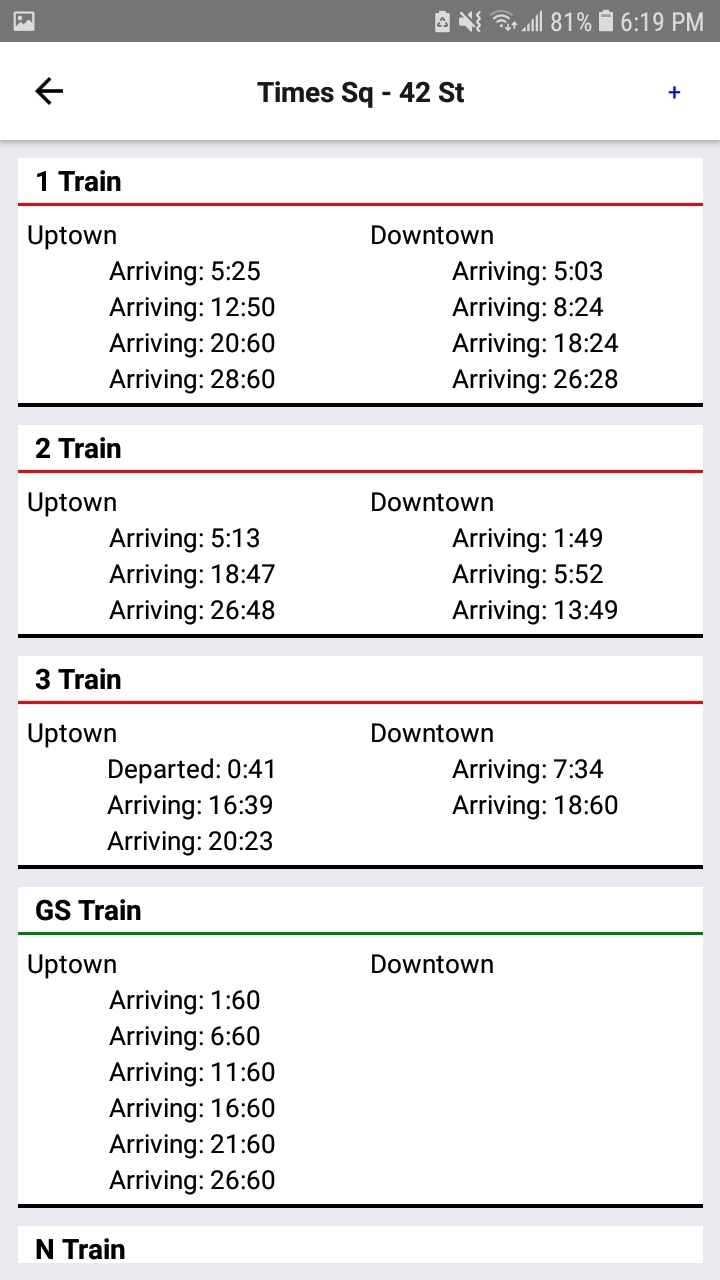 81% 6:19 PM
Times Sq - 42 St +
1 Train
Uptown Downtown
Arriving: 5:25 Arriving: 5:03
Arriving: 12:50 Arriving: 8:24
Arriving: 20:60 Arriving: 18:24
Arriving: 28:60 Arriving: 26:28
2 Train
Uptown Downtown
Arriving: 5:13 Arriving: 1:49
Arriving: 18:47 Arriving: 5:52
Arriving: 26:48 Arriving: 13:49
3 Train
Uptown Downtown
Departed: 0:41 Arriving: 7:34
Arriving: 16:39 Arriving: 18:60
Arriving: 20:23
GS Train
Uptown Downtown
Arriving: 1:60
Arriving: 6:60
Arriving: 11:60
Arriving: 16:60
Arriving: 21:60
Arriving: 26:60
N Train